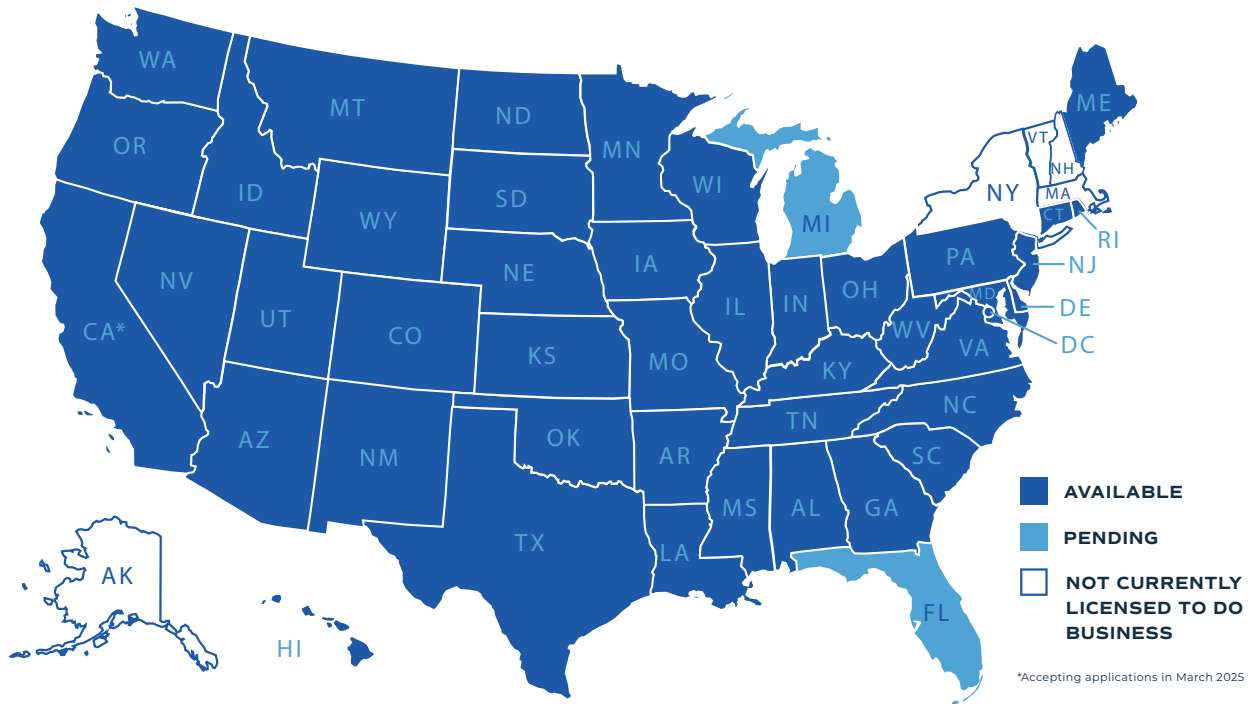 WA
MT
ND
MN
ME
OR
ID
SD
WI
MI
VT
NH
NY
MA
CT
RI
WY
NE
IA
PA
NJ
NV
UT
CO
IL
IN
OH
MD
DE
CA*
KS
MO
WV
VA
DC
KY
AZ
NM
OK
AR
TN
NC
SC
MS
AL
GA
TX
LA
FL
AK
HI
AVAILABLE
PENDING
NOT CURRENTLY
LICENSED TO DO
BUSINESS
*Accepting applications in March 2025